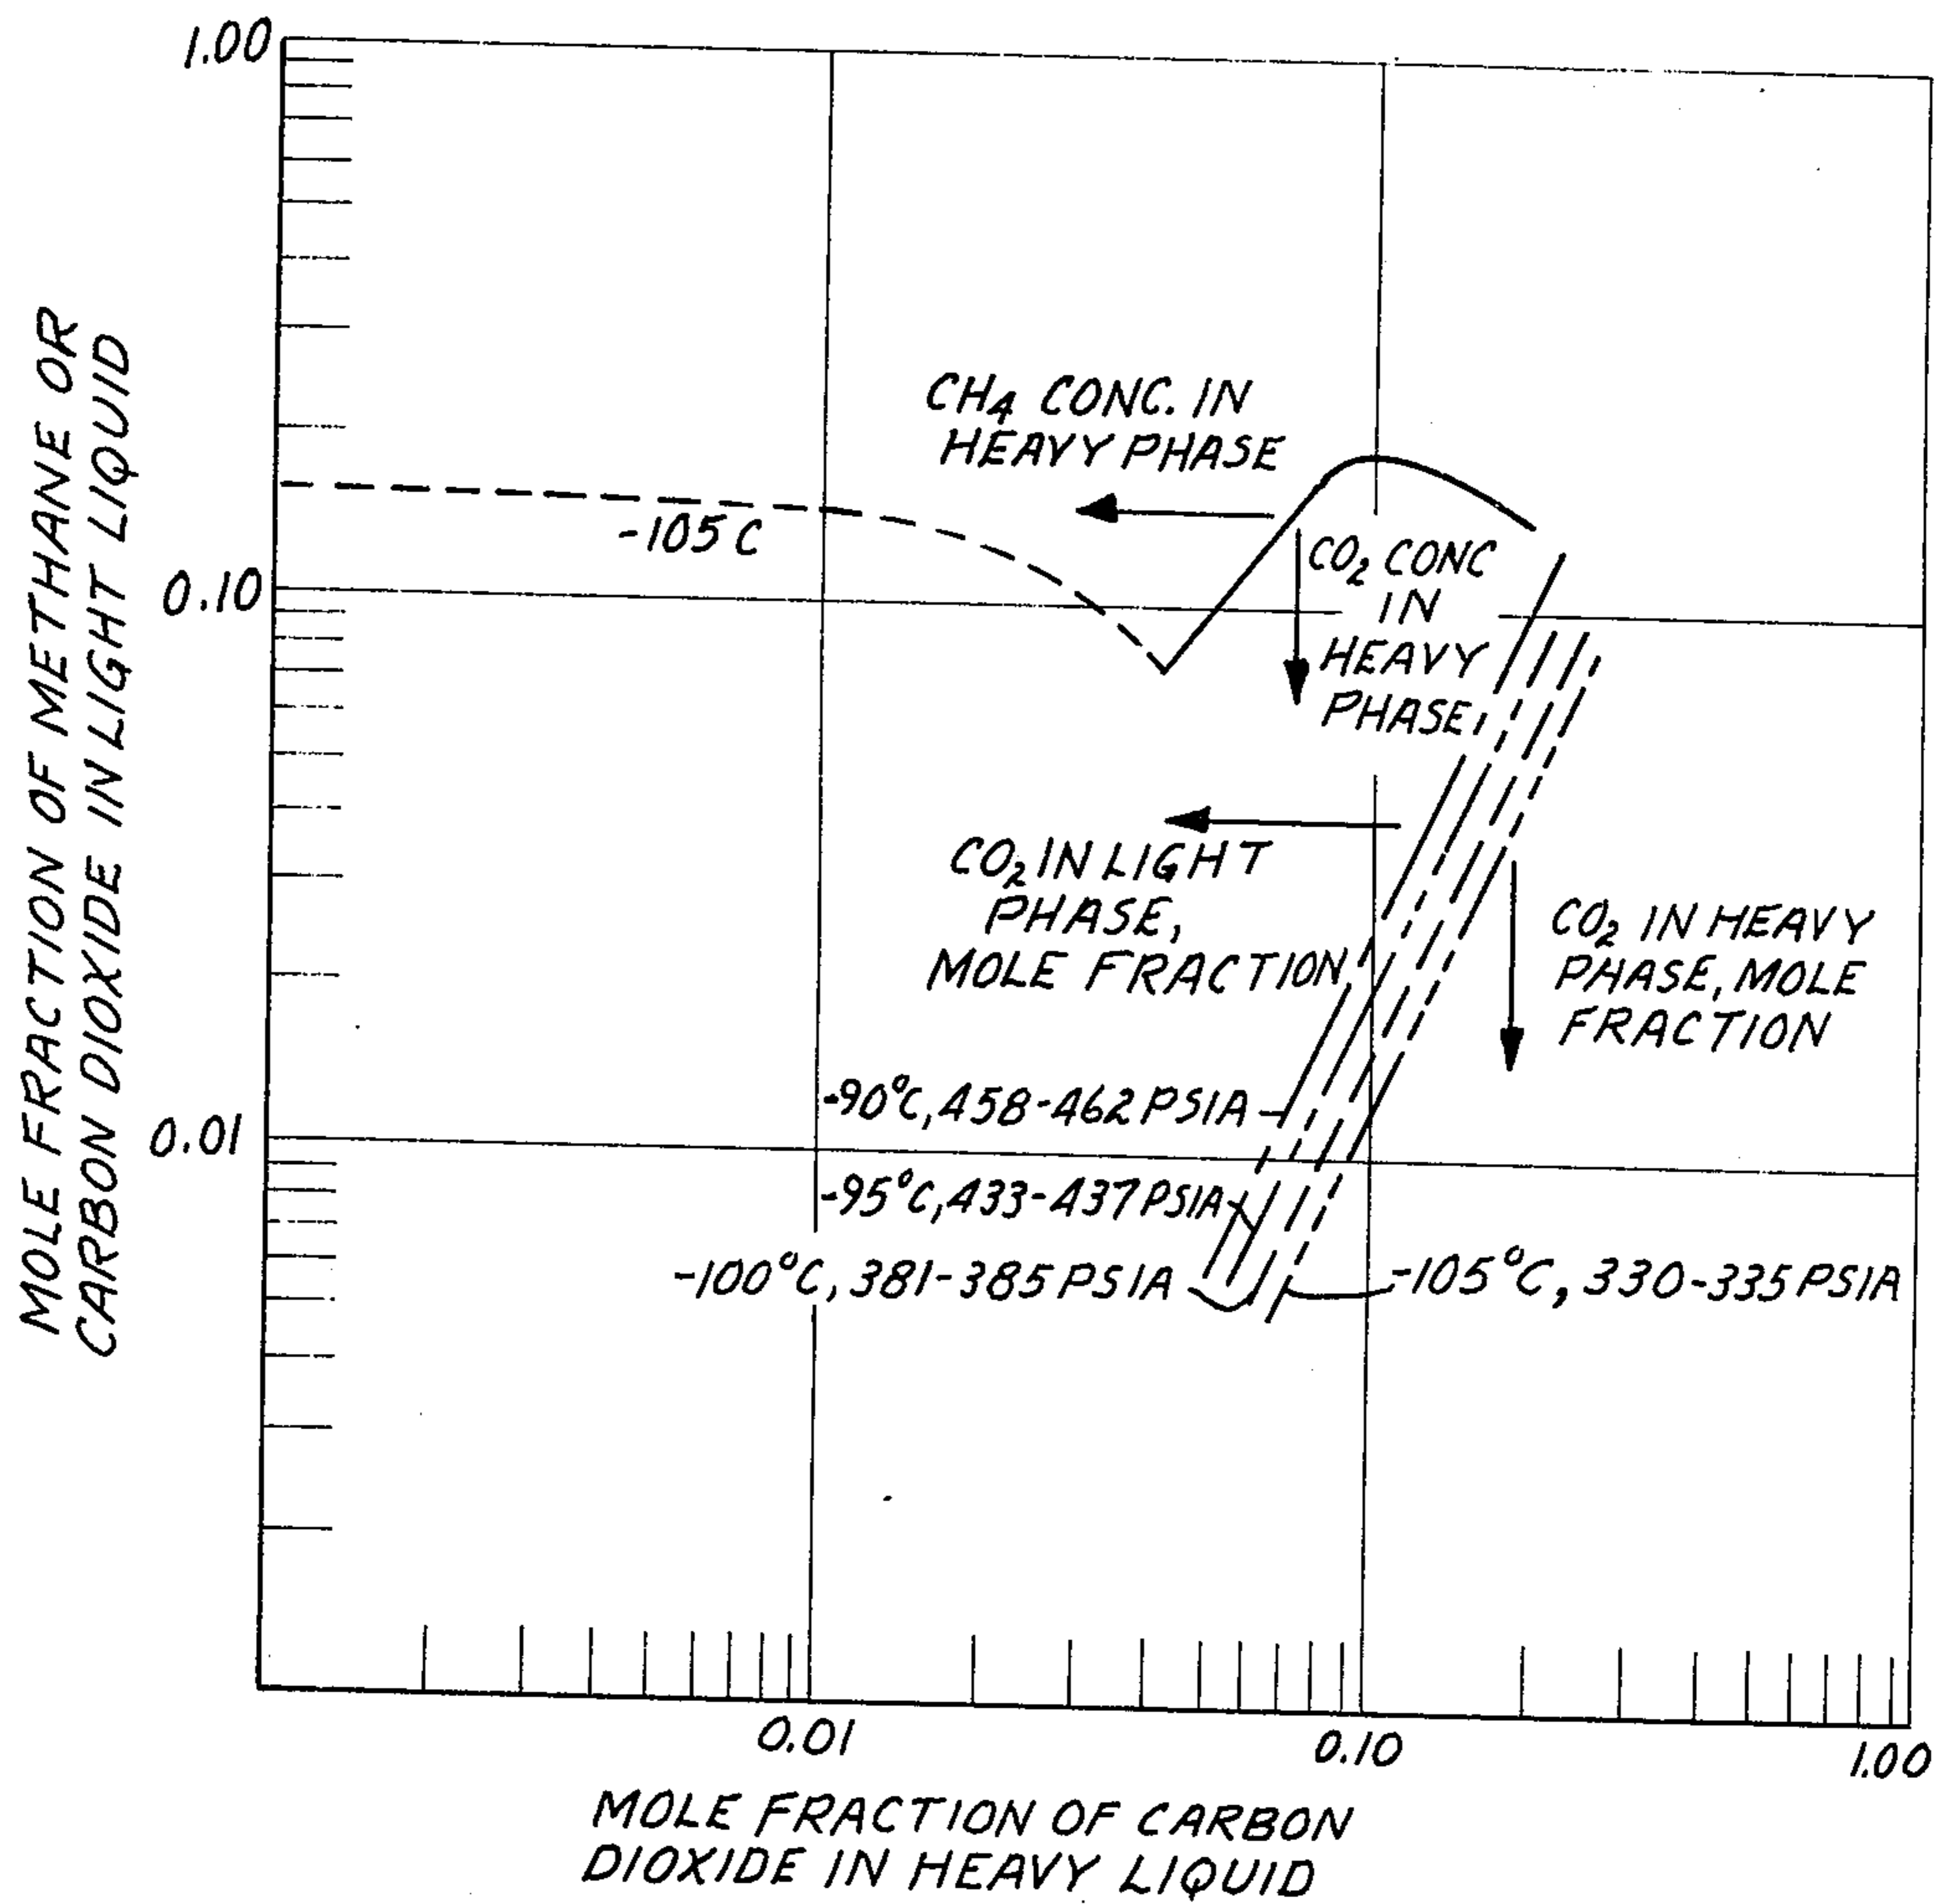 1.00
0.10
0.01
MOLE FRACTION OF METHANE OR
CARBON DIOXIDE IN LIGHT LIQUID
CH4 CONC. IN
HEAVY PHASE
-105 C
CO2 CONC
IN
HEAVY
PHASE
CO2 IN LIGHT
PHASE,
MOLE FRACTION
CO2 IN HEAVY
PHASE, MOLE
FRACTION
-90°C, 458-462 PSIA
-95°C, 433-437 PSIA
-100°C, 381-385 PSIA
-105°C, 330-335 PSIA
0.01
0.10
1.00
MOLE FRACTION OF CARBON
DIOXIDE IN HEAVY LIQUID